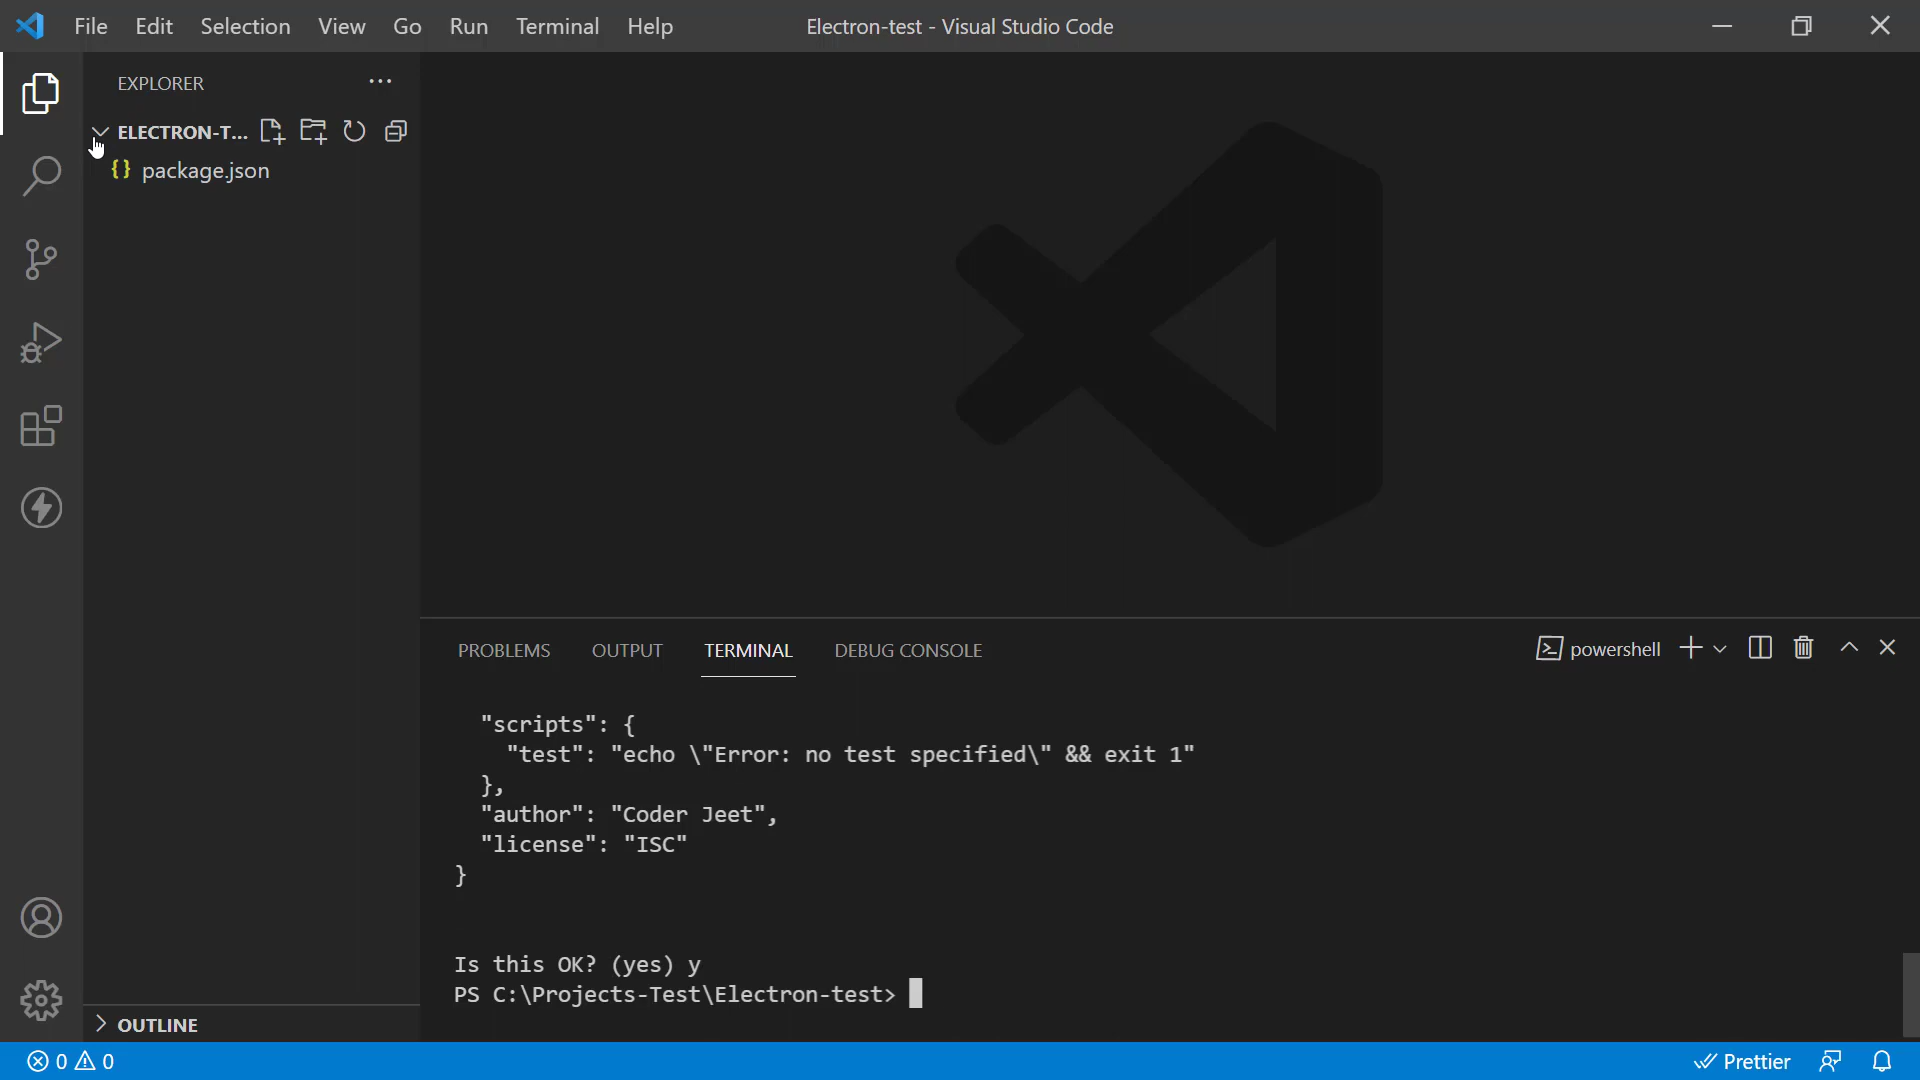 File Edit Selection View Go Run Terminal Help Electron-test - Visual Studio Code
EXPLORER
ELECTRON-T...
{} package.json
PROBLEMS OUTPUT TERMINAL DEBUG CONSOLE powershell
"scripts": {
"test": "echo \"Error: no test specified\" && exit 1"
},
"author": "Coder Jeet",
"license": "ISC"
}
Is this OK? (yes) y
PS C:\Projects-Test\Electron-test>
OUTLINE
0 0 Prettier